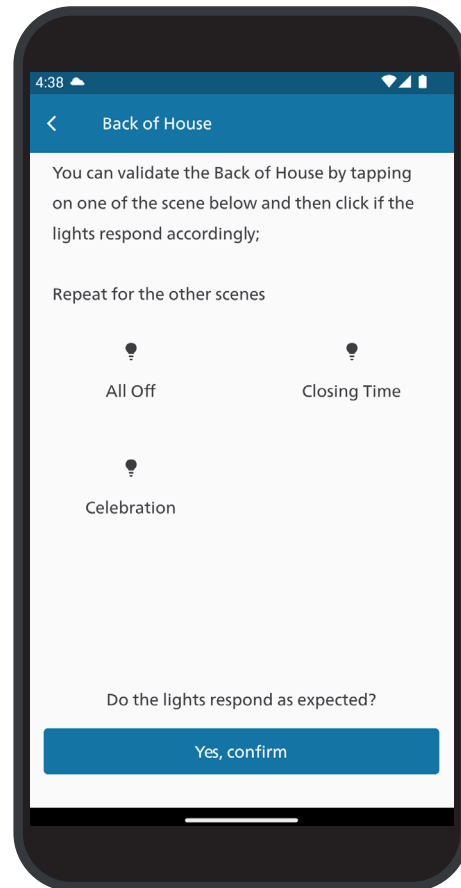 4:38
Back of House
You can validate the Back of House by tapping
on one of the scene below and then click if the
lights respond accordingly;
Repeat for the other scenes
All Off
Closing Time
Celebration
Do the lights respond as expected?
Yes, confirm